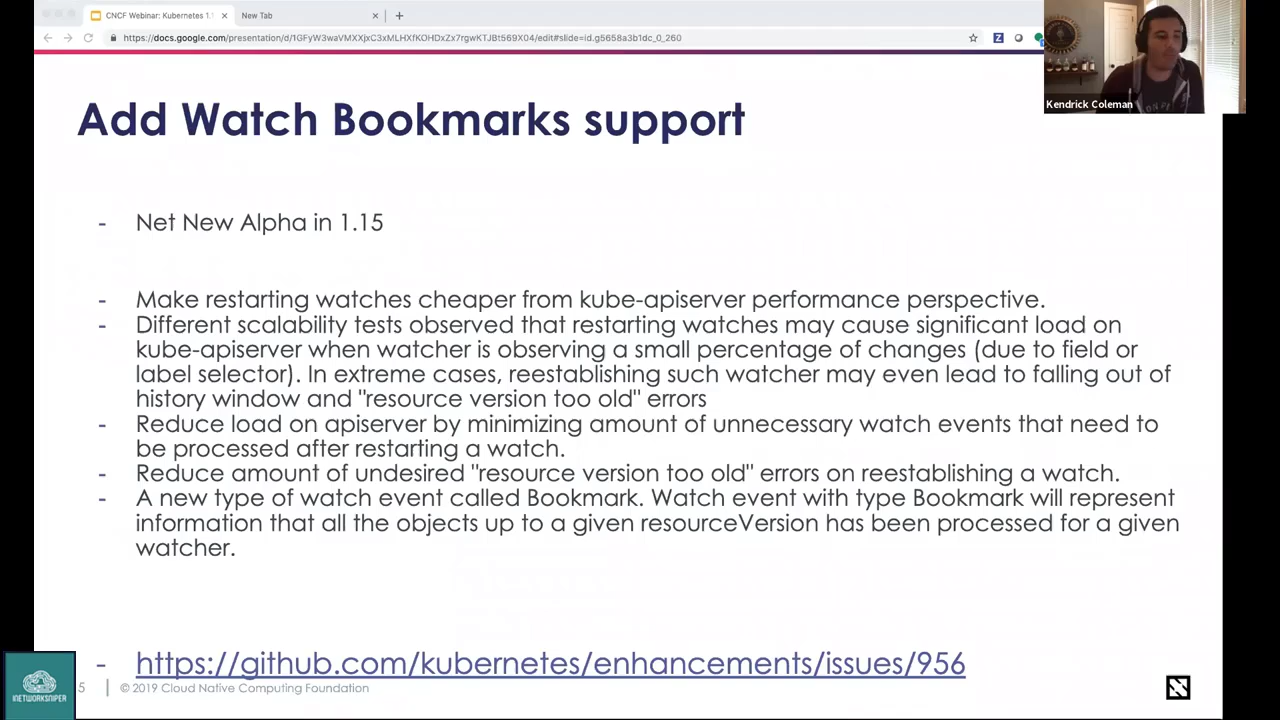 CNCF Webinar: Kubernetes 1.1
New Tab
https://docs.google.com/presentation/d/1GFyW3waVMXXjxC3xMLHXfKOHDxZx7rgwKTJBt569X04/edit#slide=id.g5658a3b1dc_0_260
Kendrick Coleman
Add Watch Bookmarks support
- Net New Alpha in 1.15
- Make restarting watches cheaper from kube-apiserver performance perspective.
- Different scalability tests observed that restarting watches may cause significant load on
kube-apiserver when watcher is observing a small percentage of changes (due to field or
label selector). In extreme cases, reestablishing such watcher may even lead to falling out of
history window and "resource version too old" errors
- Reduce load on apiserver by minimizing amount of unnecessary watch events that need to
be processed after restarting a watch.
- Reduce amount of undesired "resource version too old" errors on reestablishing a watch.
- A new type of watch event called Bookmark. Watch event with type Bookmark will represent
information that all the objects up to a given resourceVersion has been processed for a given
watcher.
- https://github.com/kubernetes/enhancements/issues/956
5 | © 2019 Cloud Native Computing Foundation
INETWORKSNIPER